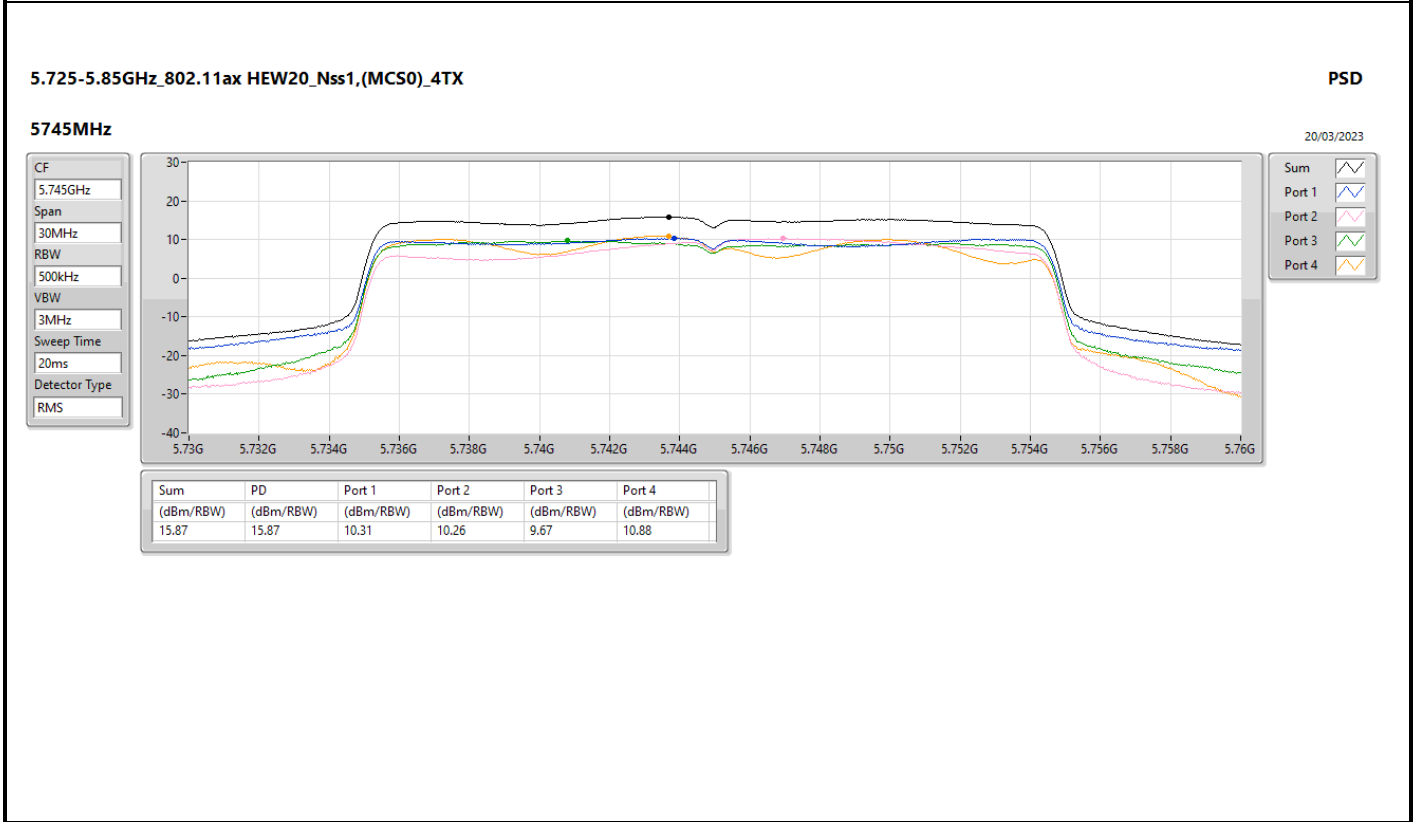 5.725-5.85GHz_802.11ax HEW20_Nss1,(MCS0)_4TX PSD
5745MHz
20/03/2023
CF
5.745GHz
Span
30MHz
RBW
500kHz
VBW
3MHz
Sweep Time
20ms
Detector Type
RMS
30
20
10
0
-10
-20
-30
-40
5.73G 5.732G 5.734G 5.736G 5.738G 5.74G 5.742G 5.744G 5.746G 5.748G 5.75G 5.752G 5.754G 5.756G 5.758G 5.76G
Sum
Port 1
Port 2
Port 3
Port 4
Sum PD Port 1 Port 2 Port 3 Port 4
(dBm/RBW) (dBm/RBW) (dBm/RBW) (dBm/RBW) (dBm/RBW) (dBm/RBW)
15.87 15.87 10.31 10.26 9.67 10.88